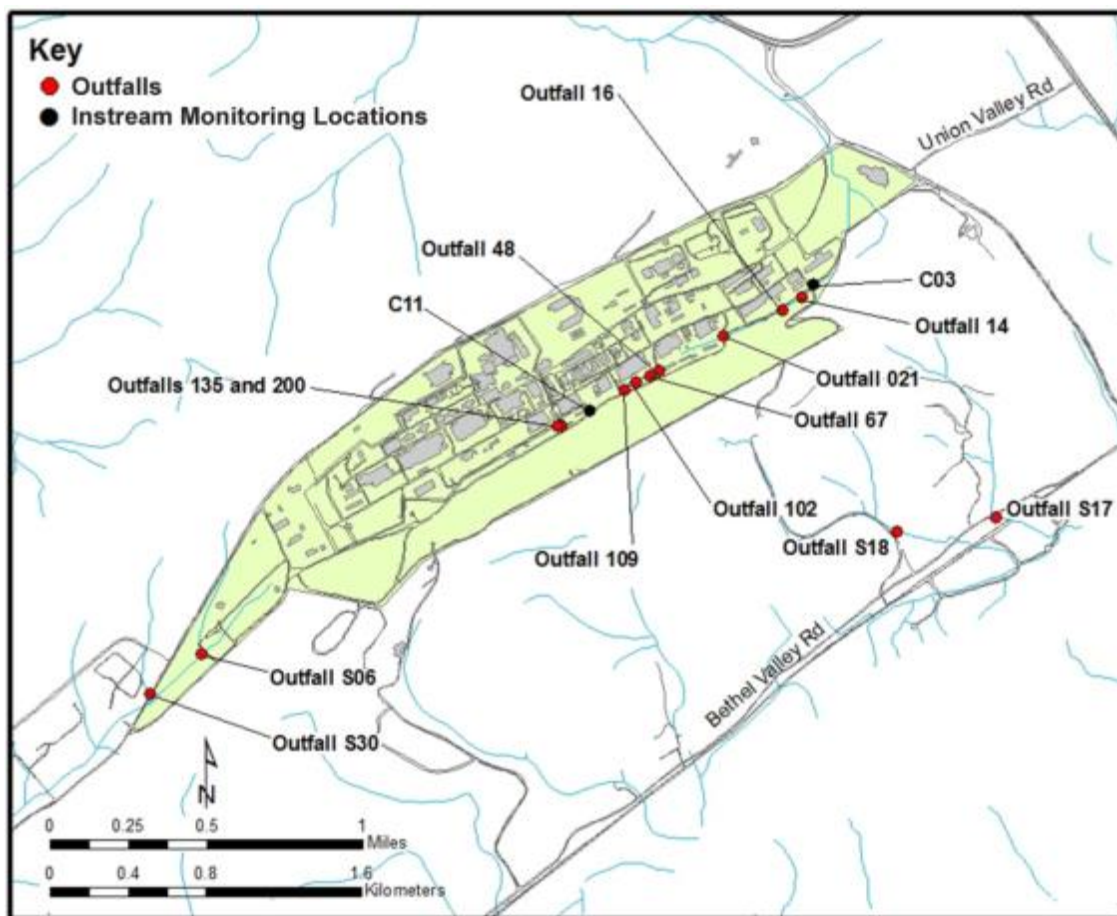 Key
Outfalls
Instream Monitoring Locations
Outfall 16
Union Valley Rd
Outfall 48
C11
C03
Outfall 14
Outfalls 135 and 200
Outfall 021
Outfall 67
Outfall 102
Outfall S17
Outfall S18
Outfall 109
Bethel Valley Rd
Outfall S06
Outfall S30
N
0 0.25 0.5 1
Miles
0 0.4 0.8 1.6
Kilometers